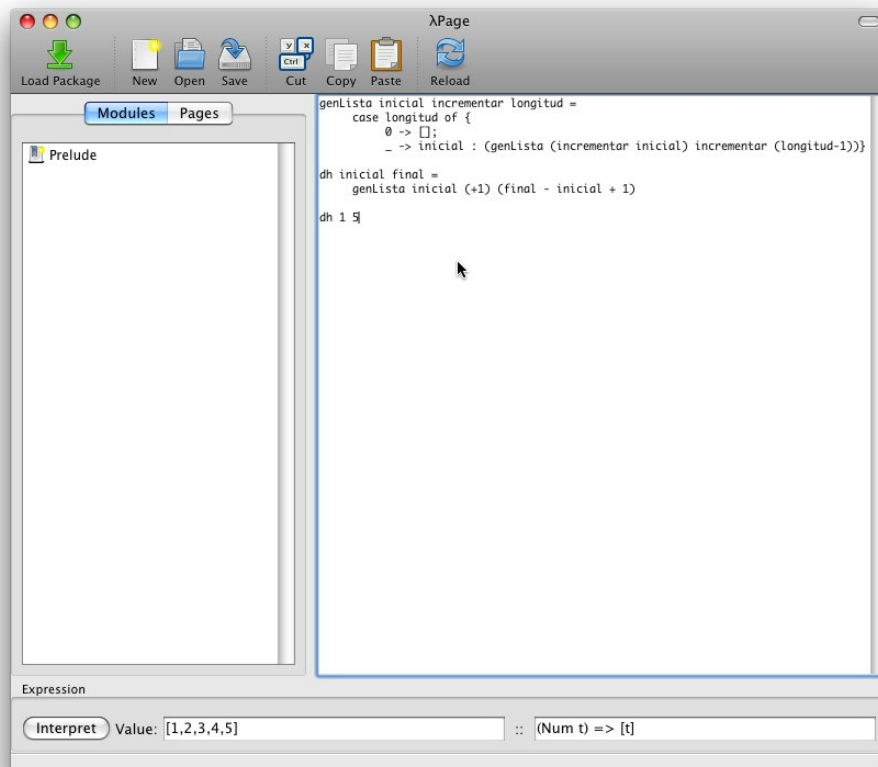 λPage
y x
Ctrl
Load Package New Open Save Cut Copy Paste Reload
Modules Pages
Prelude
genLista inicial incrementar longitud =
    case longitud of {
        0 -> [];
        _ -> inicial : (genLista (incrementar inicial) incrementar (longitud-1))}
dh inicial final =
    genLista inicial (+1) (final - inicial + 1)
dh 1 5
Expression
Interpret Value: [1,2,3,4,5] :: (Num t) => [t]